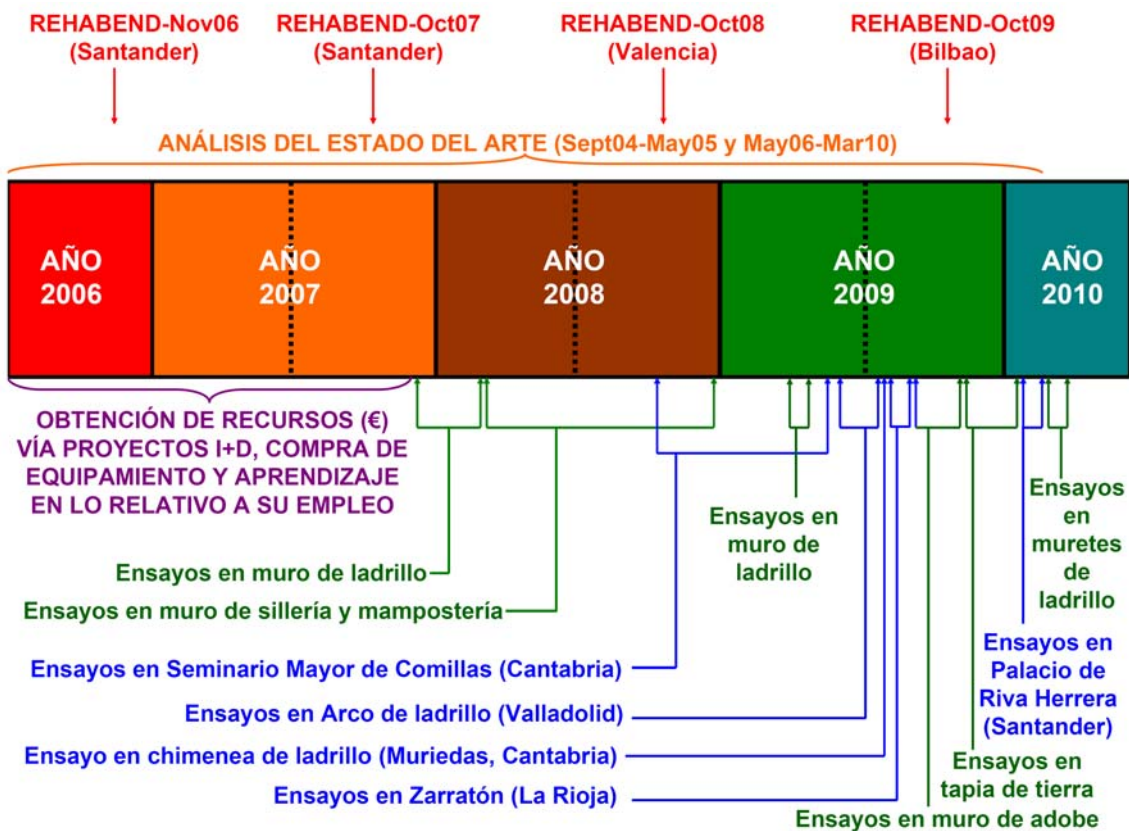 REHABEND-Nov06
(Santander)
REHABEND-Oct07
(Santander)
REHABEND-Oct08
(Valencia)
REHABEND-Oct09
(Bilbao)
ANÁLISIS DEL ESTADO DEL ARTE (Sept04-May05 y May06-Mar10)
AÑO
2006
AÑO
2007
AÑO
2008
AÑO
2009
AÑO
2010
OBTENCIÓN DE RECURSOS (€)
VÍA PROYECTOS I+D, COMPRA DE
EQUIPAMIENTO Y APRENDIZAJE
EN LO RELATIVO A SU EMPLEO
Ensayos en muro de ladrillo
Ensayos en muro de sillería y mampostería
Ensayos en Seminario Mayor de Comillas (Cantabria)
Ensayos en Arco de ladrillo (Valladolid)
Ensayo en chimenea de ladrillo (Muriedas, Cantabria)
Ensayos en Zarratón (La Rioja)
Ensayos en
muro de
ladrillo
Ensayos
en
muretes
de
ladrillo
Ensayos en
Palacio de
Riva Herrera
(Santander)
Ensayos en
tapia de tierra
Ensayos en muro de adobe